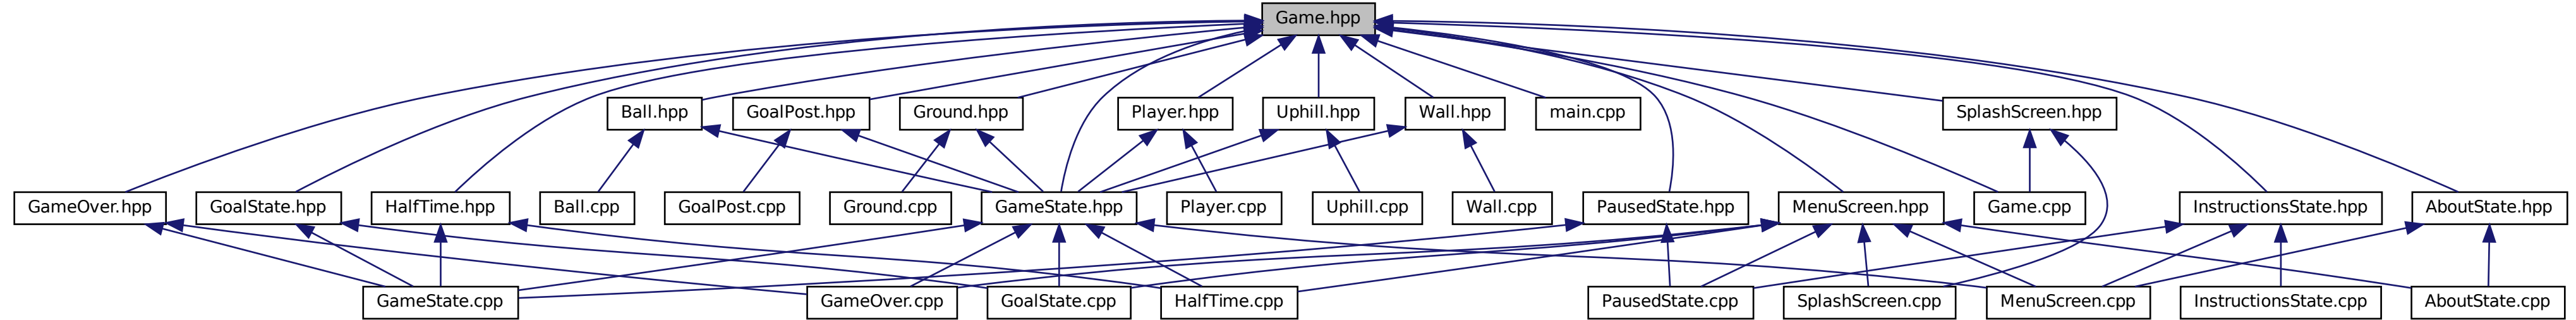 Game.hpp
Ball.hpp
GoalPost.hpp
Ground.hpp
Player.hpp
Uphill.hpp
Wall.hpp
main.cpp
SplashScreen.hpp
GameOver.hpp
GoalState.hpp
HalfTime.hpp
Ball.cpp
GoalPost.cpp
Ground.cpp
GameState.hpp
Player.cpp
Uphill.cpp
Wall.cpp
PausedState.hpp
MenuScreen.hpp
Game.cpp
InstructionsState.hpp
AboutState.hpp
GameState.cpp
GameOver.cpp
GoalState.cpp
HalfTime.cpp
PausedState.cpp
SplashScreen.cpp
MenuScreen.cpp
InstructionsState.cpp
AboutState.cpp